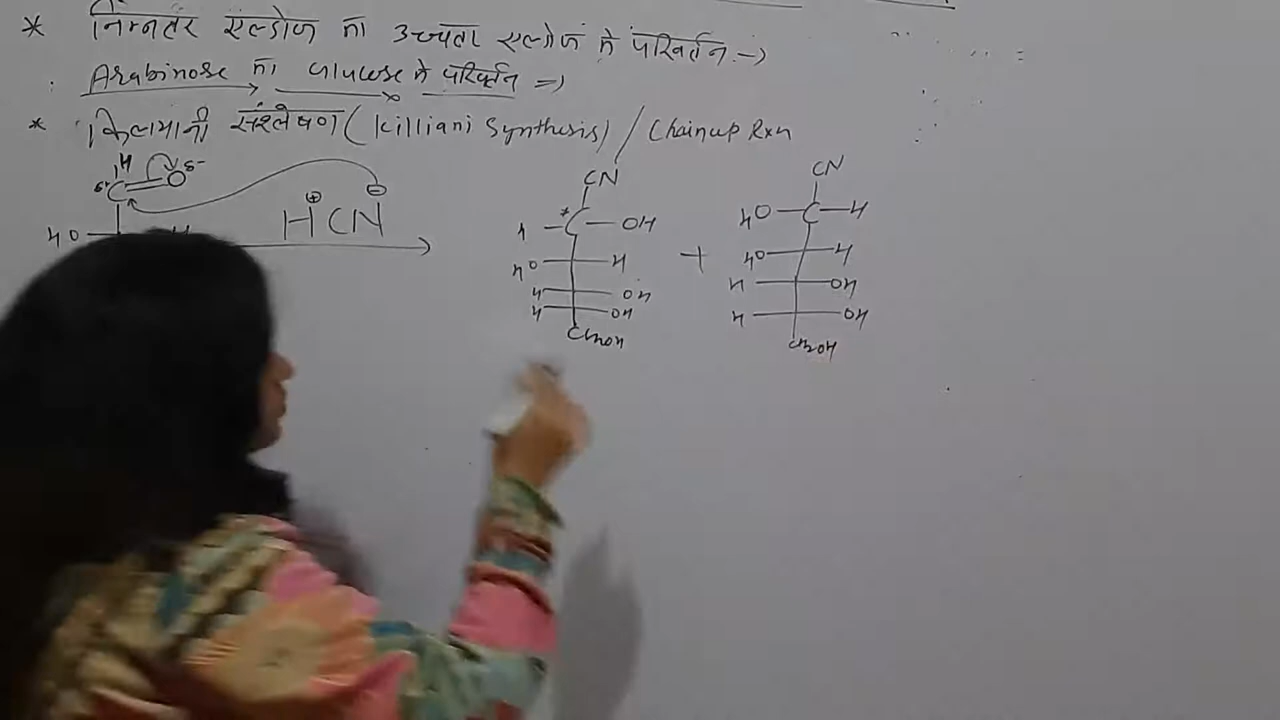 * निम्नतर एल्डोज का उच्चतर एल्डोज में परिवर्तन →
Arabinose का Glucose में परिवर्तन ⇒
* किलयानी संश्लेषण (Killiani Synthesis) / Chainup Rxn
H
δ+ C = O δ-
HO
H⊕ CN⊖
CN
H - C* - OH
HO H
H OH
H OH
CH2OH
+
CN
HO - C - H
HO H
H OH
H OH
CH2OH